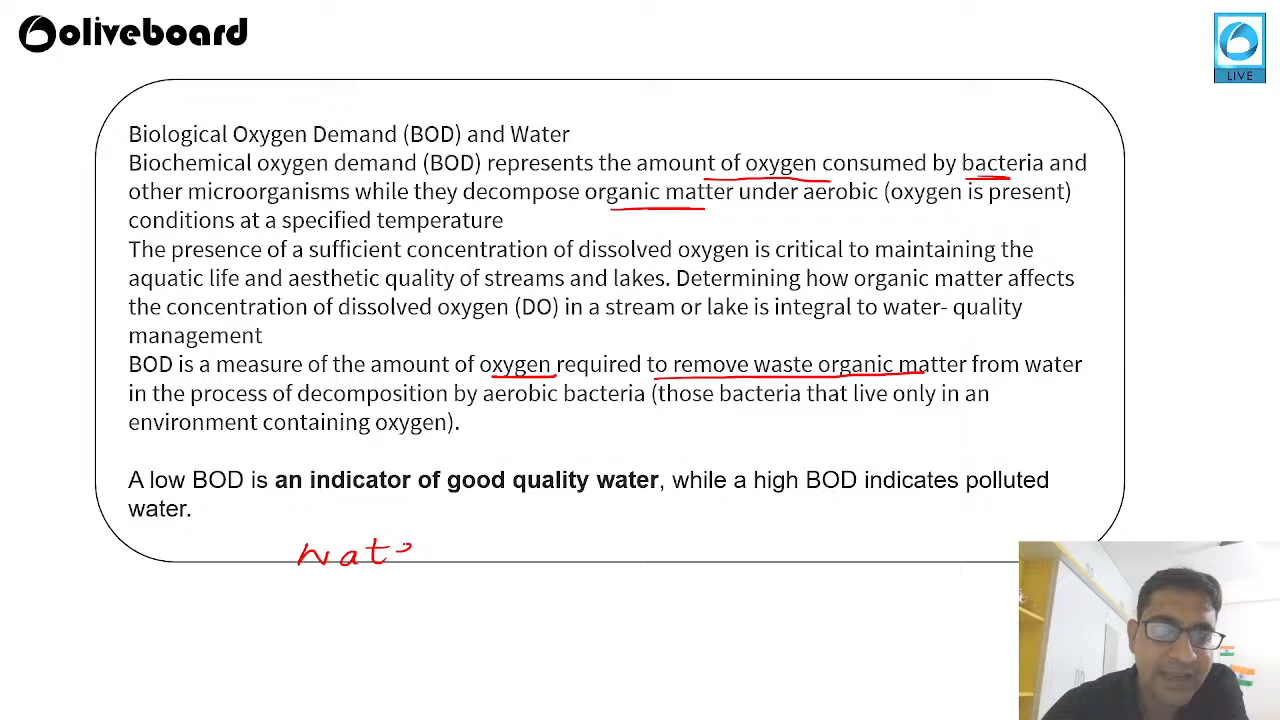 oliveboard
LIVE
Biological Oxygen Demand (BOD) and Water
Biochemical oxygen demand (BOD) represents the amount of oxygen consumed by bacteria and
other microorganisms while they decompose organic matter under aerobic (oxygen is present)
conditions at a specified temperature
The presence of a sufficient concentration of dissolved oxygen is critical to maintaining the
aquatic life and aesthetic quality of streams and lakes. Determining how organic matter affects
the concentration of dissolved oxygen (DO) in a stream or lake is integral to water- quality
management
BOD is a measure of the amount of oxygen required to remove waste organic matter from water
in the process of decomposition by aerobic bacteria (those bacteria that live only in an
environment containing oxygen).
A low BOD is an indicator of good quality water, while a high BOD indicates polluted
water.